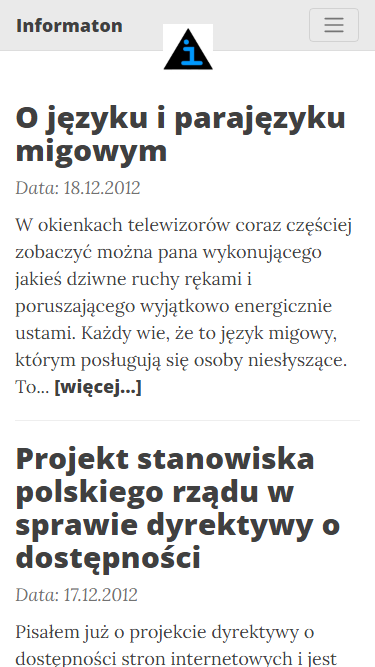 Informaton
i
O języku i parajęzyku
migowym
Data: 18.12.2012
W okienkach telewizorów coraz częściej
zobaczyć można pana wykonującego
jakieś dziwne ruchy rękami i
poruszającego wyjątkowo energicznie
ustami. Każdy wie, że to język migowy,
którym posługują się osoby niesłyszące.
To... [więcej...]
Projekt stanowiska
polskiego rządu w
sprawie dyrektywy o
dostępności
Data: 17.12.2012
Pisałem już o projekcie dyrektywy o
dostępności stron internetowych i jest